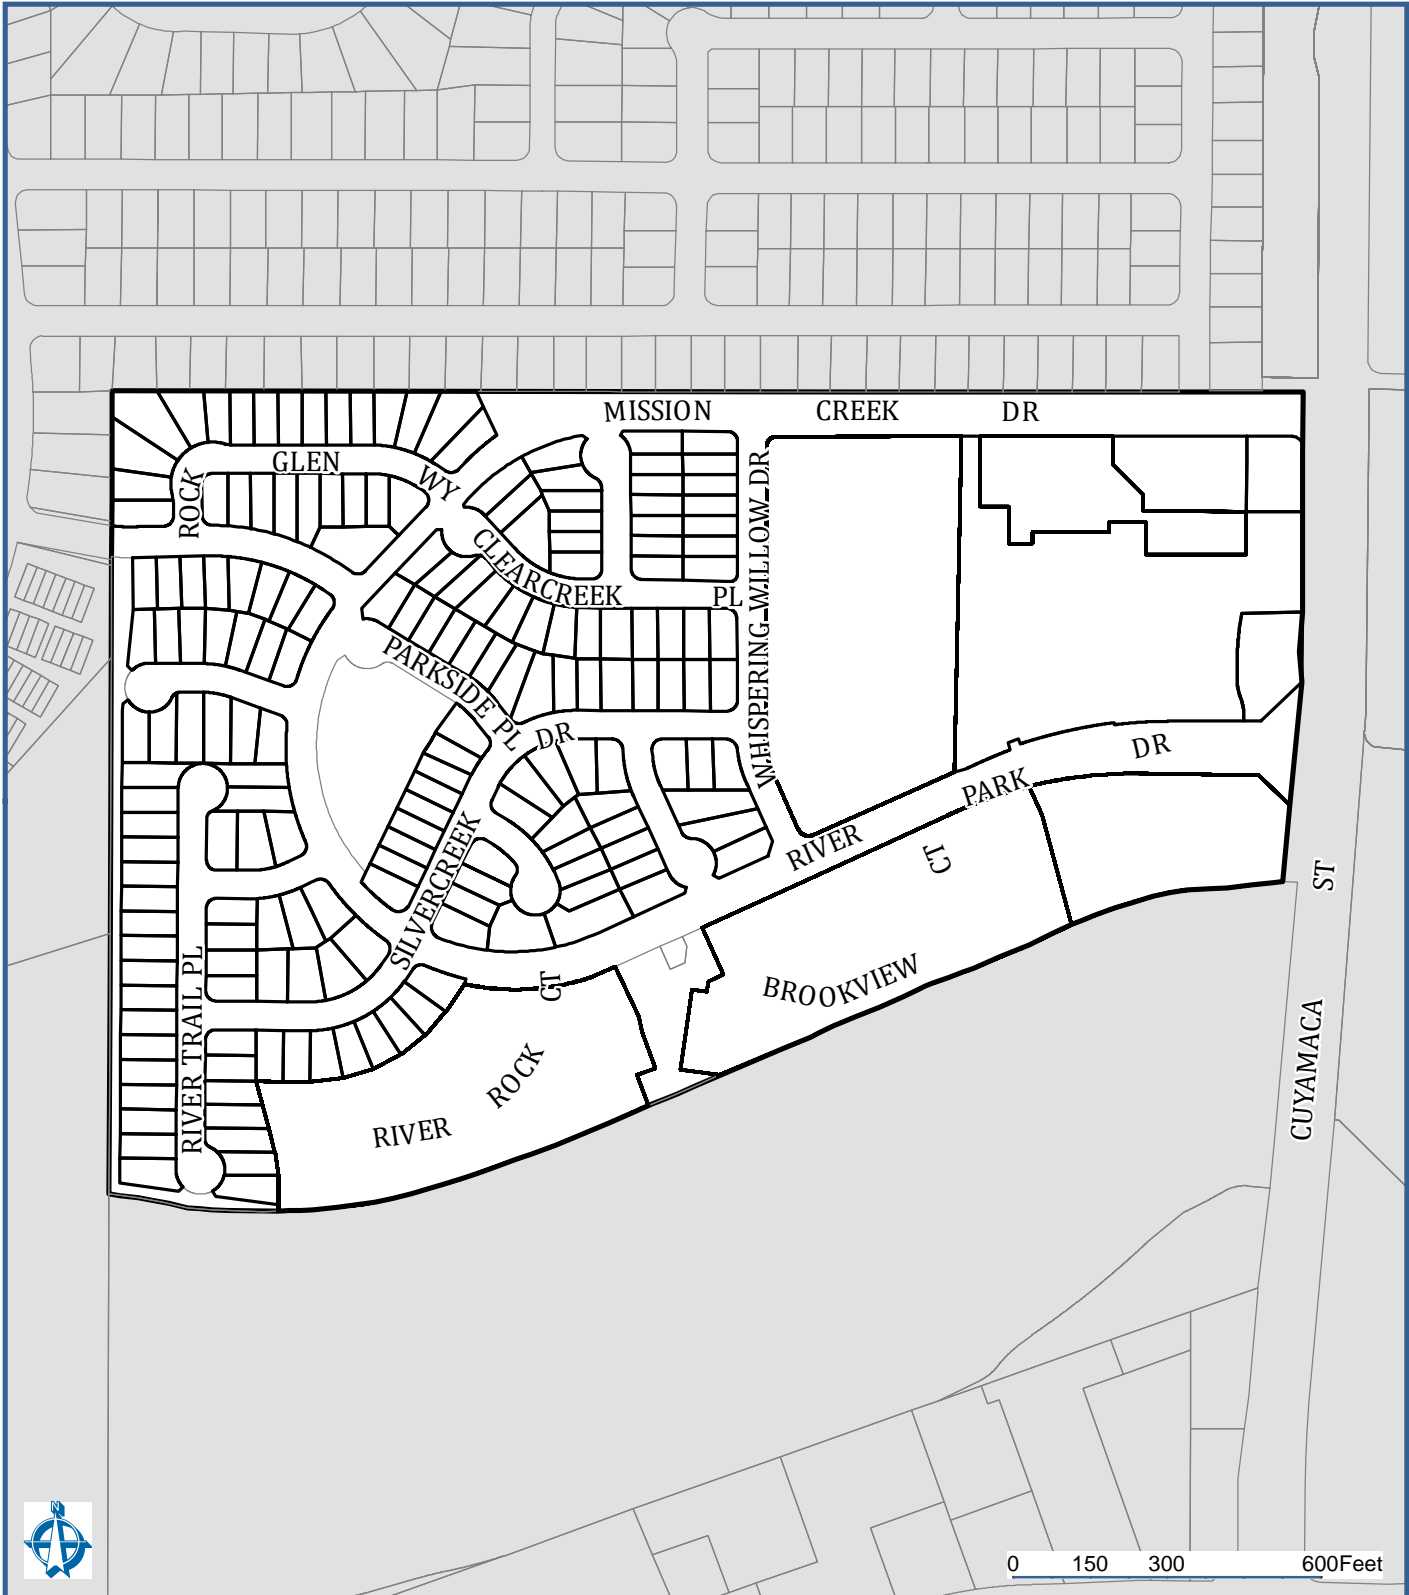 MISSION CREEK DR
GLEN WY
ROCK
CLEARCREEK PL
WHISPERING WILLOW DR
PARKSIDE PL
DR
SILVERCREEK
RIVER PARK DR
CT
ST
BROOKVIEW
CT
RIVER TRAIL PL
ROCK
RIVER
CUYAMACA
N
0 150 300 600Feet